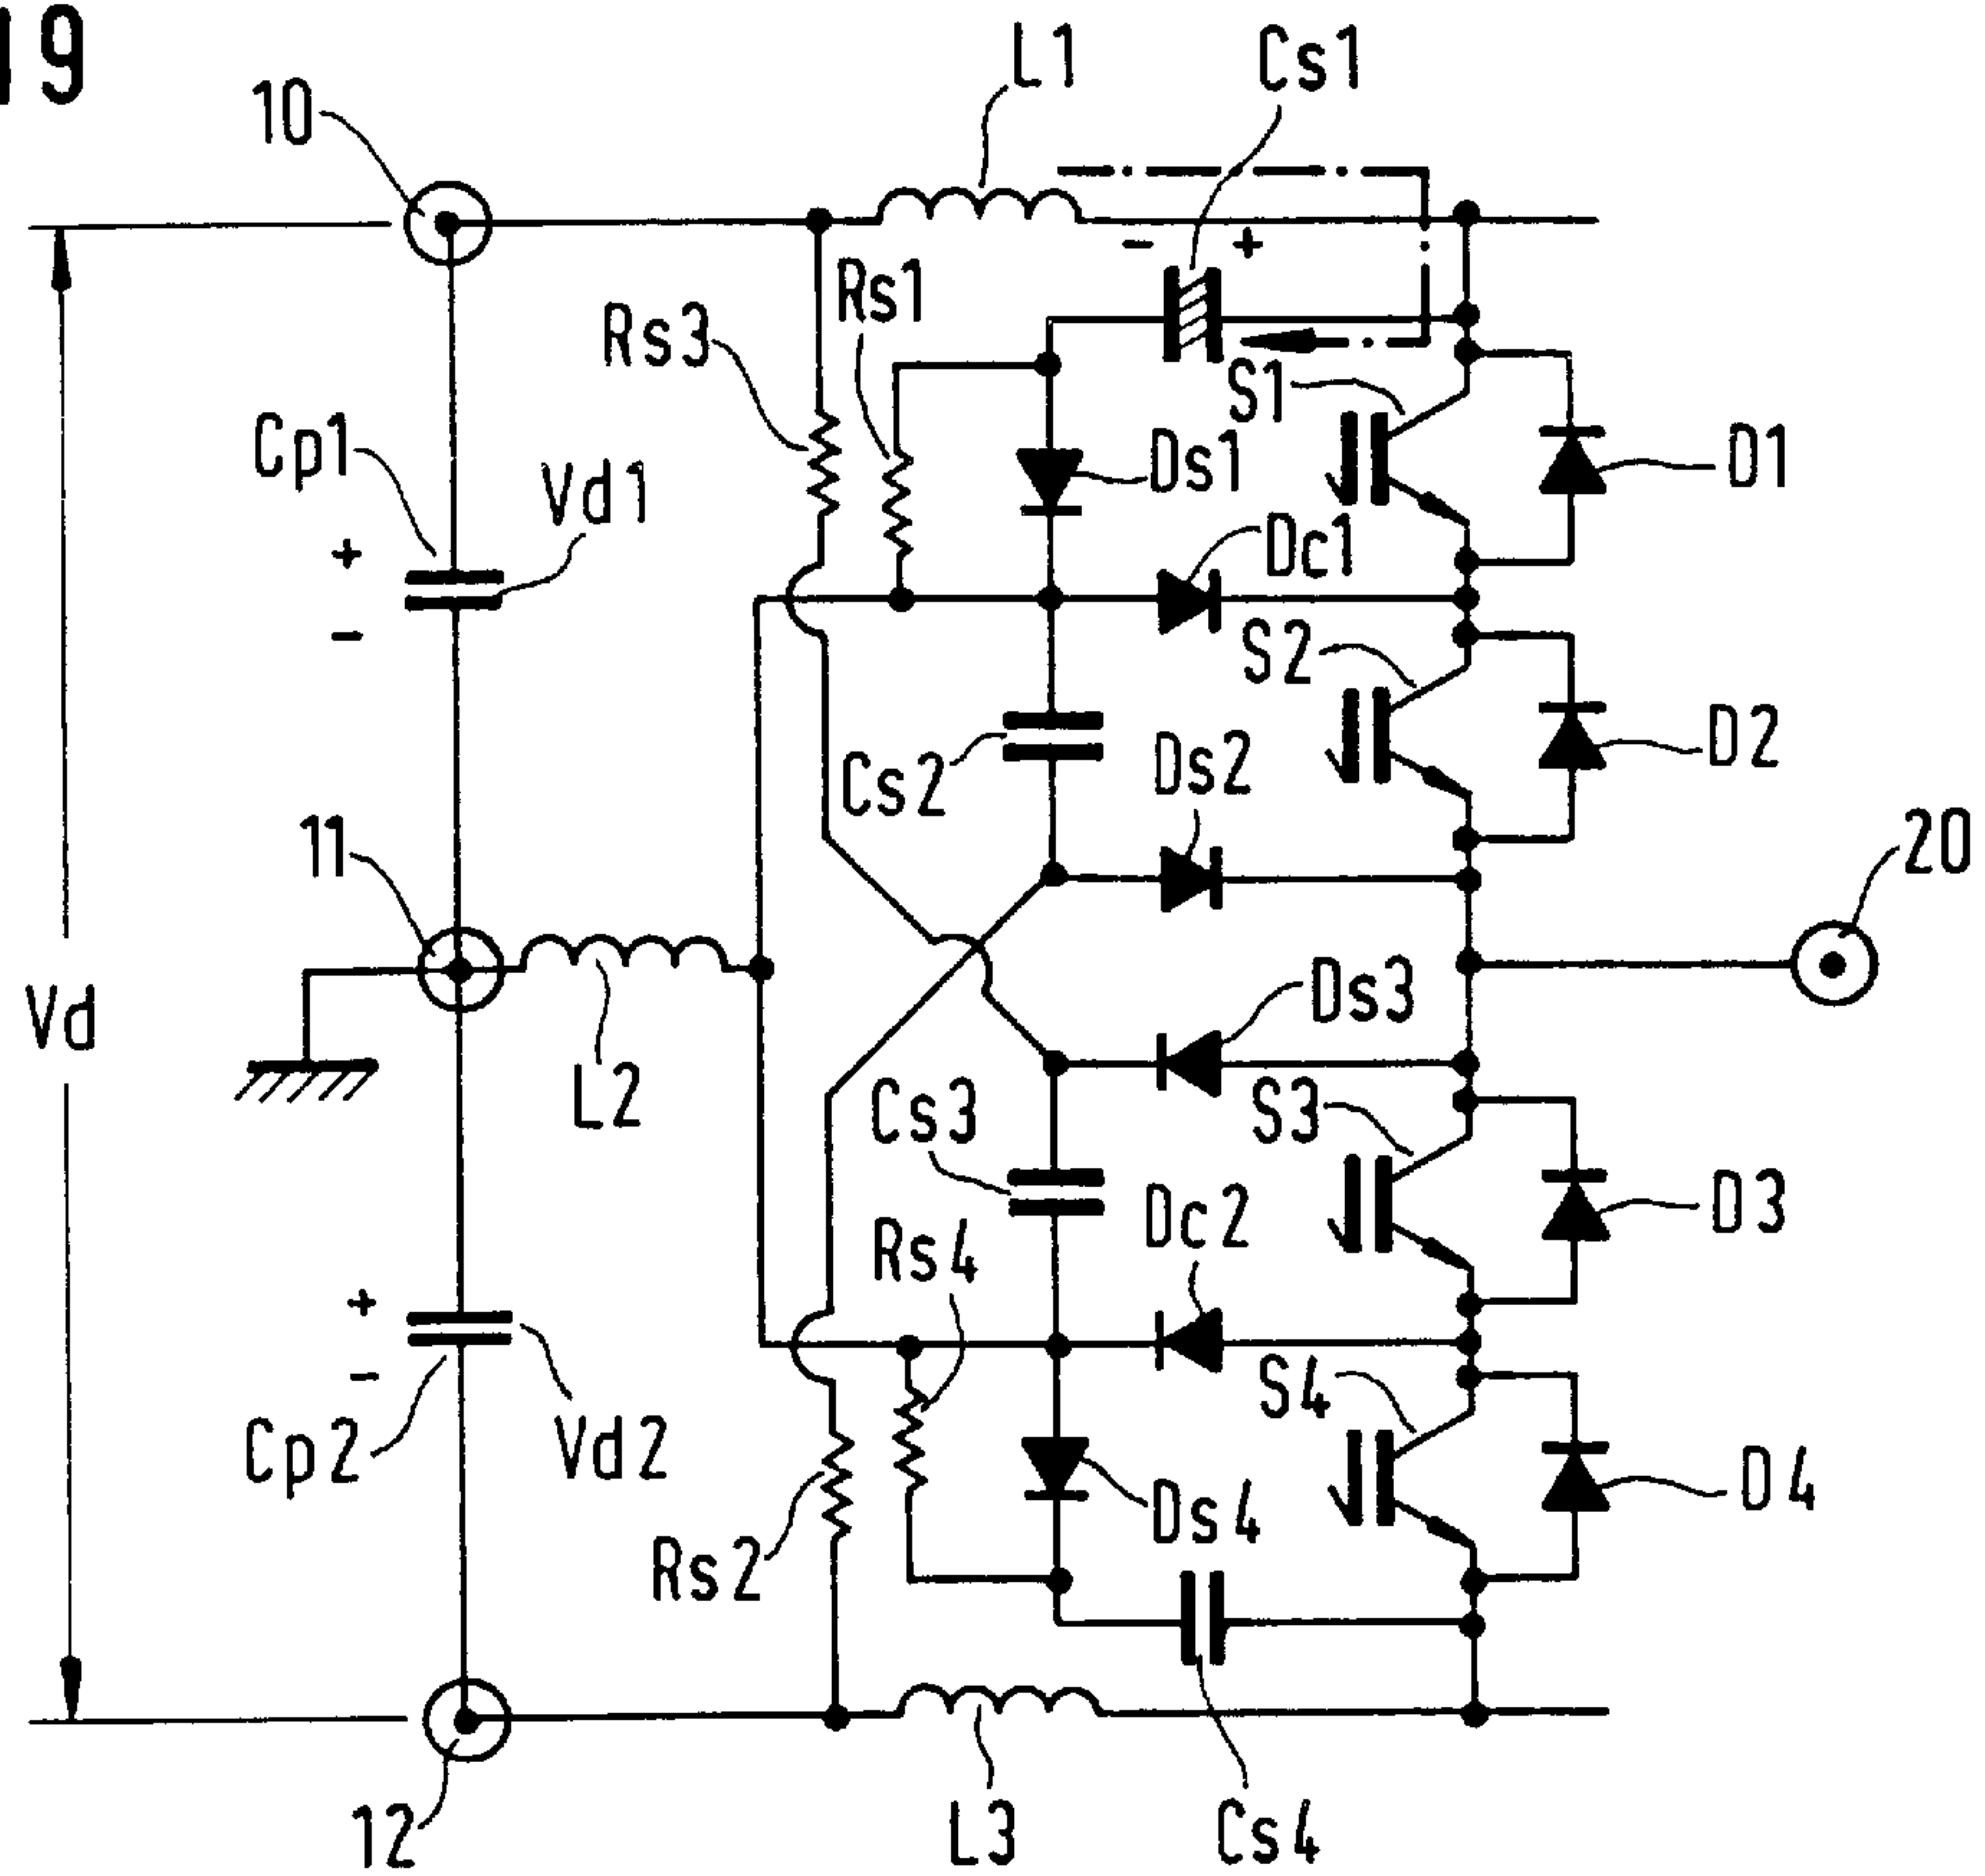 19
10
L1
Cs1
- +
Rs3
Rs1
S1
Cp1
Vd1
Ds1
D1
+
-
Dc1
S2
Cs2
Ds2
D2
11
20
Vd
L2
Ds3
Cs3
S3
Rs4
Dc2
D3
+
-
S4
Cp2
Vd2
Rs2
Ds4
D4
12
L3
Cs4